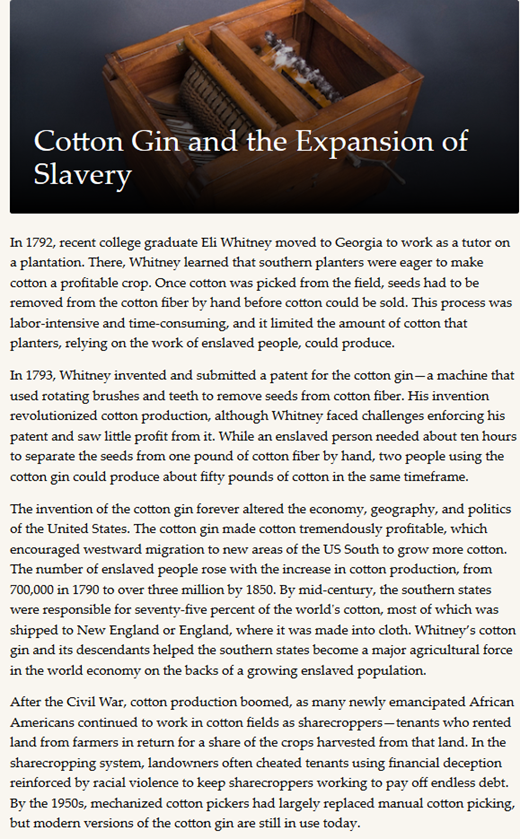 Cotton Gin and the Expansion of
Slavery
In 1792, recent college graduate Eli Whitney moved to Georgia to work as a tutor on
a plantation. There, Whitney learned that southern planters were eager to make
cotton a profitable crop. Once cotton was picked from the field, seeds had to be
removed from the cotton fiber by hand before cotton could be sold. This process was
labor-intensive and time-consuming, and it limited the amount of cotton that
planters, relying on the work of enslaved people, could produce.
In 1793, Whitney invented and submitted a patent for the cotton gin—a machine that
used rotating brushes and teeth to remove seeds from cotton fiber. His invention
revolutionized cotton production, although Whitney faced challenges enforcing his
patent and saw little profit from it. While an enslaved person needed about ten hours
to separate the seeds from one pound of cotton fiber by hand, two people using the
cotton gin could produce about fifty pounds of cotton in the same timeframe.
The invention of the cotton gin forever altered the economy, geography, and politics
of the United States. The cotton gin made cotton tremendously profitable, which
encouraged westward migration to new areas of the US South to grow more cotton.
The number of enslaved people rose with the increase in cotton production, from
700,000 in 1790 to over three million by 1850. By mid-century, the southern states
were responsible for seventy-five percent of the world's cotton, most of which was
shipped to New England or England, where it was made into cloth. Whitney's cotton
gin and its descendants helped the southern states become a major agricultural force
in the world economy on the backs of a growing enslaved population.
After the Civil War, cotton production boomed, as many newly emancipated African
Americans continued to work in cotton fields as sharecroppers—tenants who rented
land from farmers in return for a share of the crops harvested from that land. In the
sharecropping system, landowners often cheated tenants using financial deception
reinforced by racial violence to keep sharecroppers working to pay off endless debt.
By the 1950s, mechanized cotton pickers had largely replaced manual cotton picking,
but modern versions of the cotton gin are still in use today.